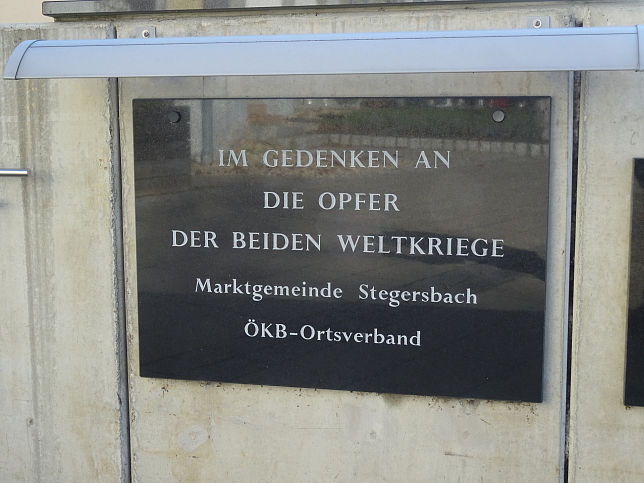 IM GEDENKEN AN
DIE OPFER
DER BEIDEN WELTKRIEGE
Marktgemeinde Stegersbach
ÖKB-Ortsverband